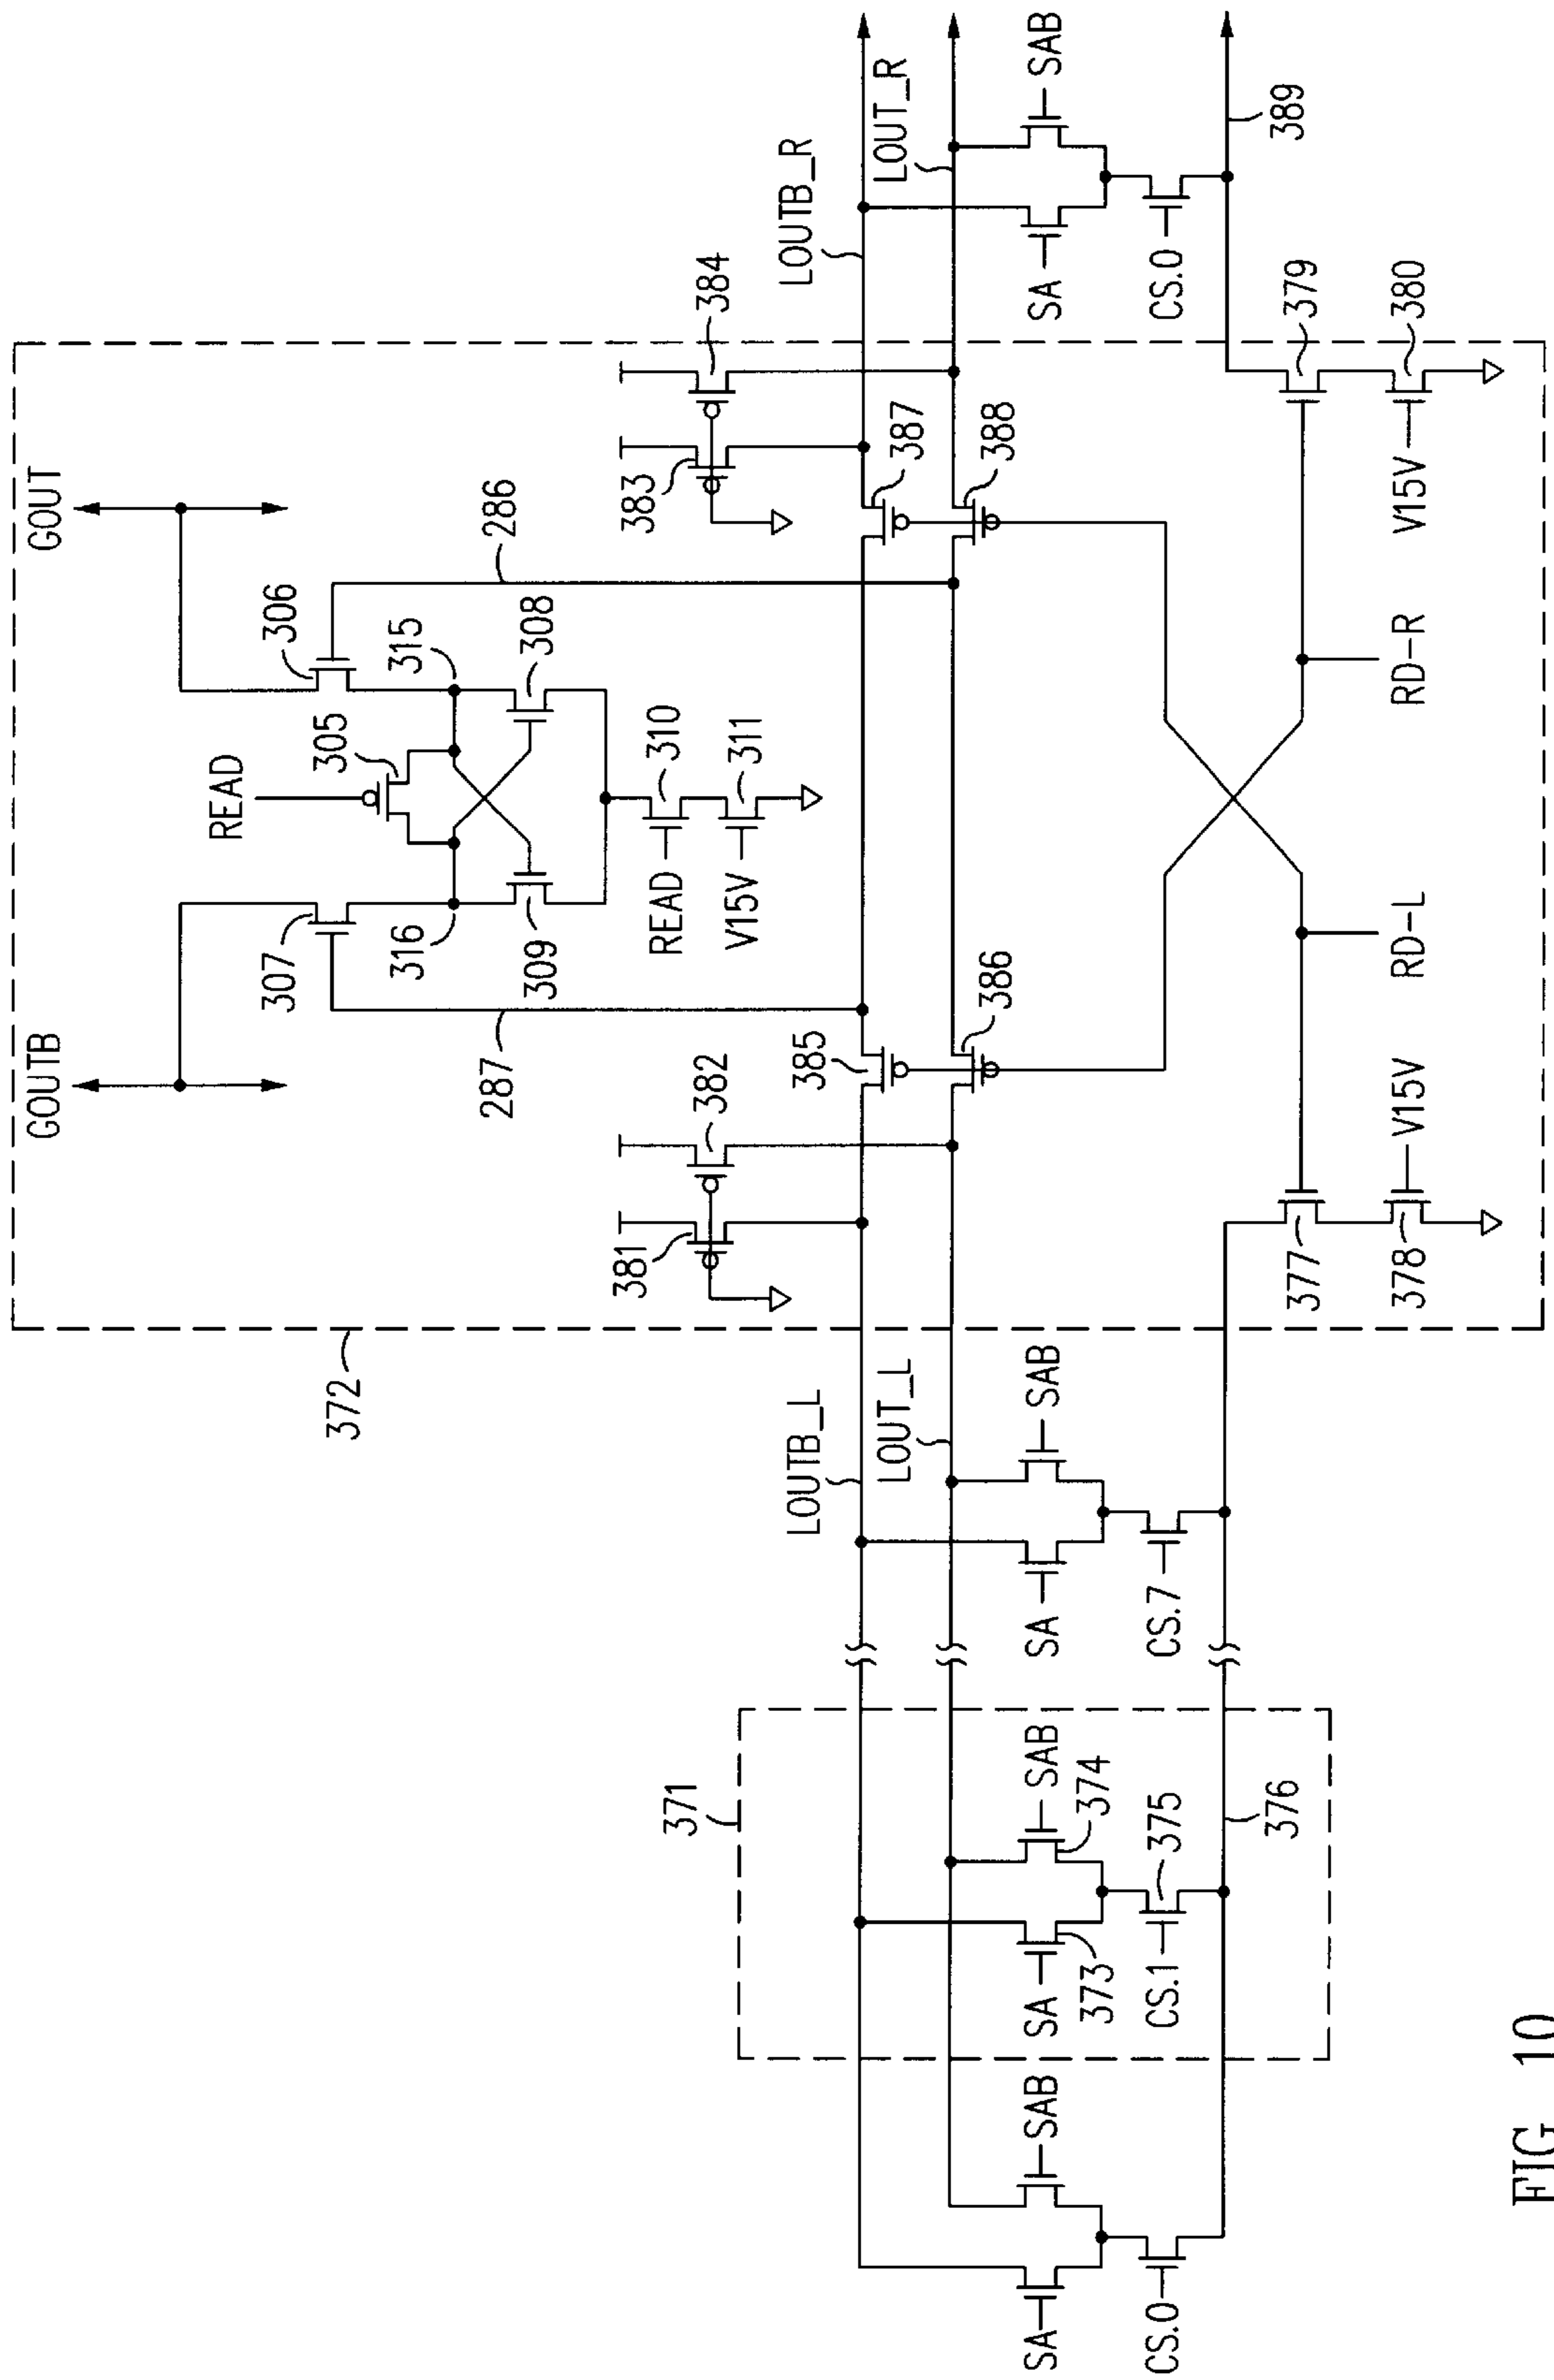 GOUTB
GOUT
READ
307
305
306
316
315
309
308
READ
310
V15V
311
287
286
372
381
382
383
384
LOUTB_L
LOUT_L
LOUTB_R
LOUT_R
385
386
387
388
371
SA
SAB
CS.0
SA
SAB
373
374
CS.1
375
376
SA
SAB
CS.7
SA
SAB
CS.0
389
377
378
V15V
RD-L
RD-R
379
V15V
380
FIG. 10